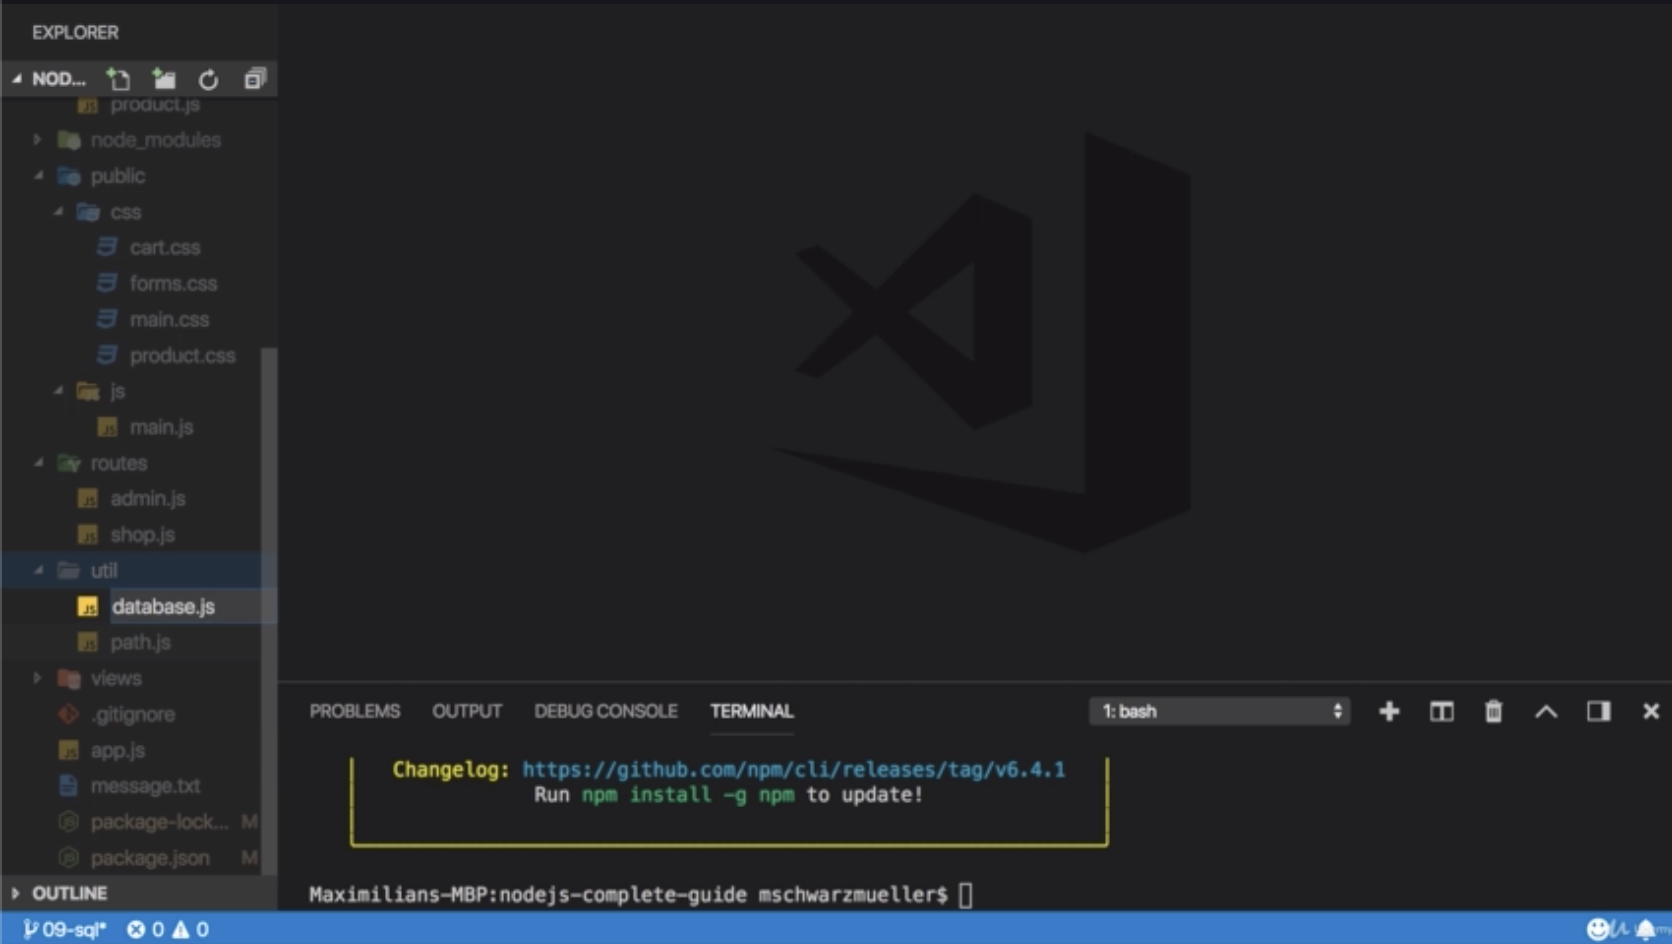 EXPLORER
NOD...
product.js
node_modules
public
css
cart.css
forms.css
main.css
product.css
js
main.js
routes
admin.js
shop.js
util
database.js
path.js
views
.gitignore
app.js
message.txt
package-lock... M
package.json M
OUTLINE
PROBLEMS OUTPUT DEBUG CONSOLE TERMINAL 1: bash
Changelog: https://github.com/npm/cli/releases/tag/v6.4.1
Run npm install -g npm to update!
Maximilians-MBP:nodejs-complete-guide mschwarzmueller$
09-sql* 0 0